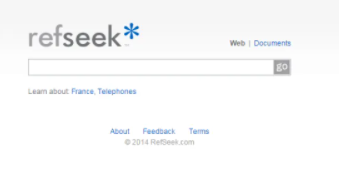 refseek*
Web | Documents
go
Learn about: France, Telephones
About Feedback Terms
© 2014 RefSeek.com